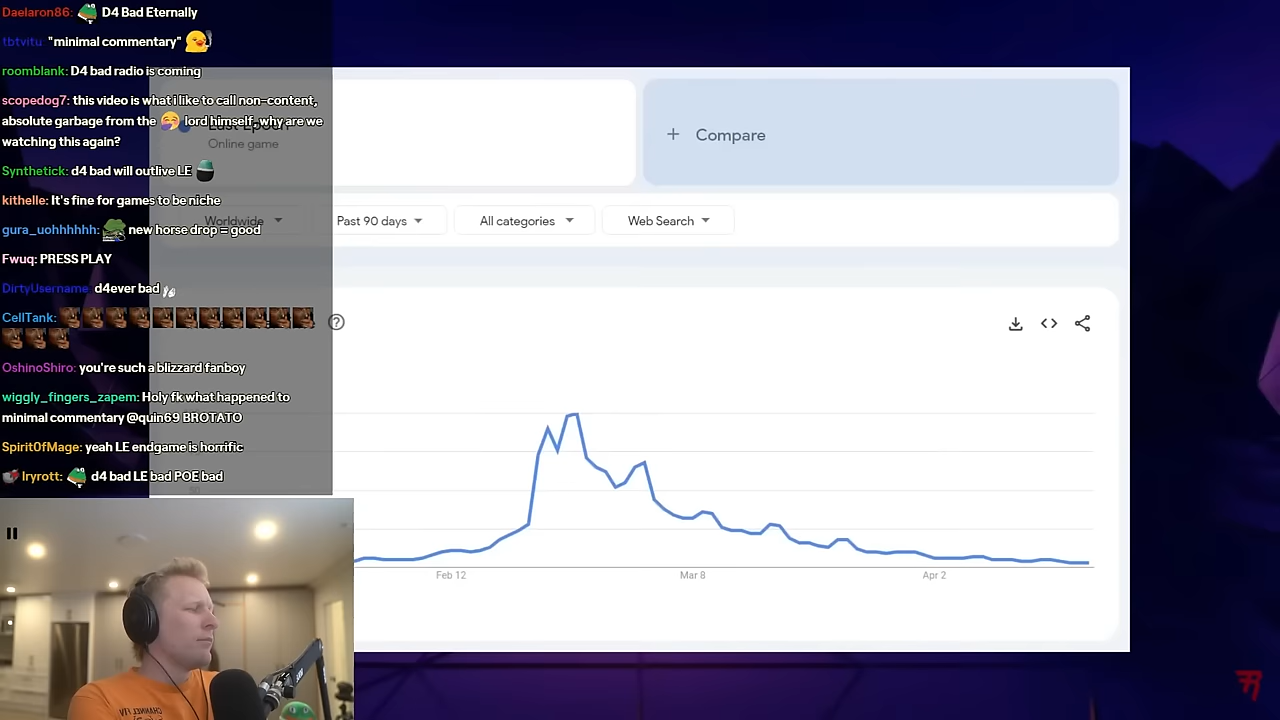 Daelaron86: D4 Bad Eternally
tbtvitu: "minimal commentary"
roomblank: D4 bad radio is coming
scopedog7: this video is what i like to call non-content,
absolute garbage from the lord himself, why are we
watching this again?
Synthetick: d4 bad will outlive LE
kithelle: It's fine for games to be niche
gura_uohhhhhh: new horse drop = good
Fwuq: PRESS PLAY
DirtyUsername: d4ever bad
CellTank:
OshinoShiro: you're such a blizzard fanboy
wiggly_fingers_zapem: Holy fk what happened to
minimal commentary @quin69 BROTATO
Spirit0fMage: yeah LE endgame is horrific
lryrott: d4 bad LE bad POE bad
Last Epoch
Online game
+ Compare
Worldwide
Past 90 days
All categories
Web Search
?
Feb 12
Mar 8
Apr 2